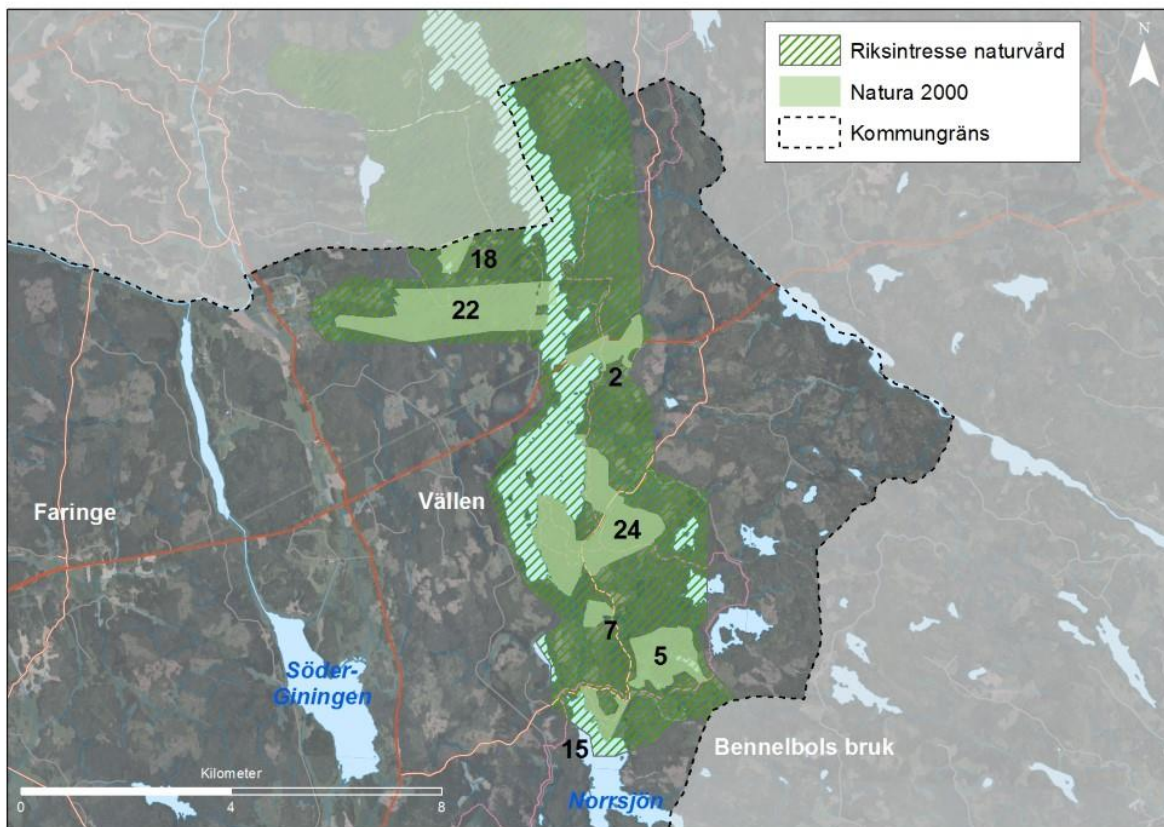 N
Riksintresse naturvård
Natura 2000
Kommungräns
18
22
2
Vällen
Faringe
24
7
5
Söder-
Giningen
15
Bennelbols bruk
Kilometer
0 4 8
Norrsjön